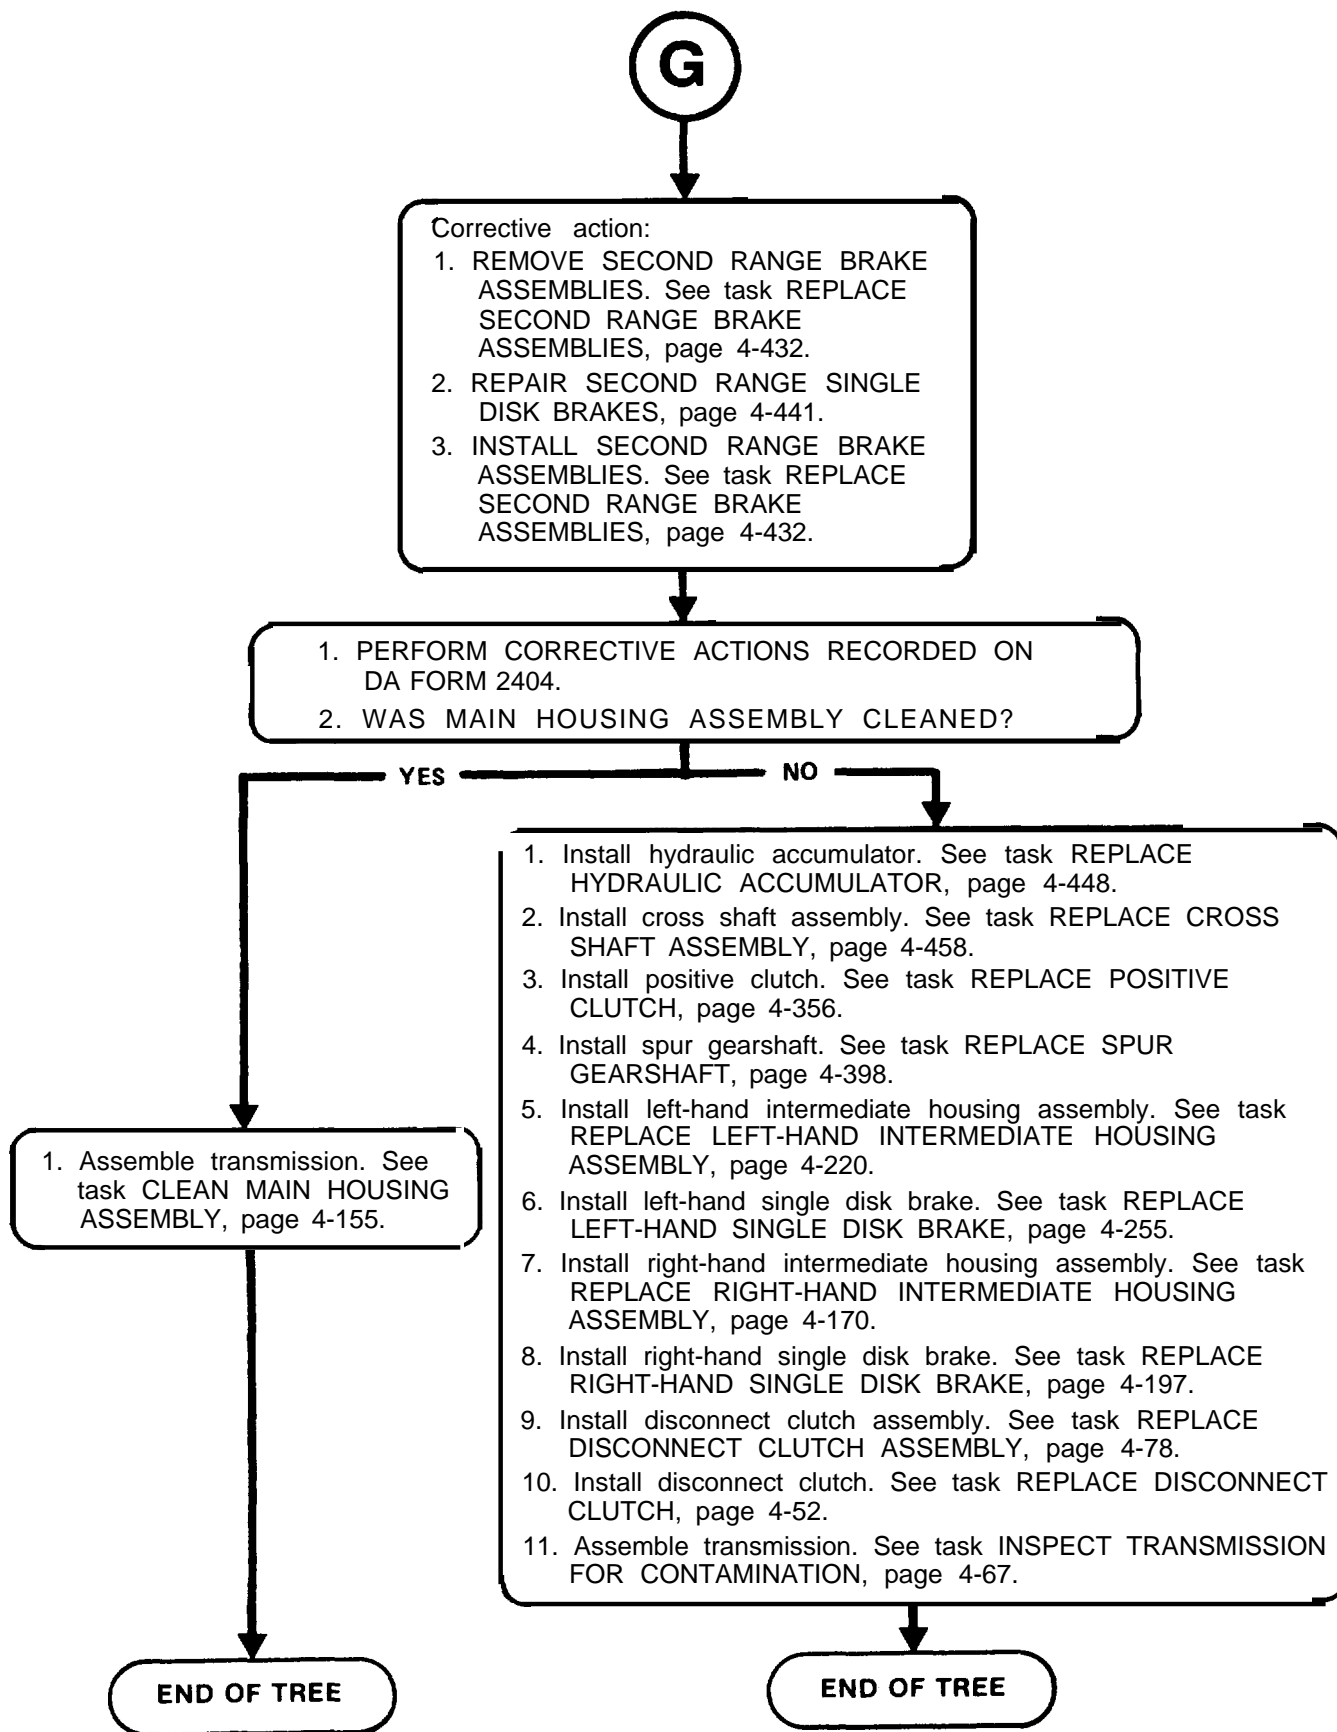 G
Corrective action:
1. REMOVE SECOND RANGE BRAKE
ASSEMBLIES. See task REPLACE
SECOND RANGE BRAKE
ASSEMBLIES, page 4-432.
2. REPAIR SECOND RANGE SINGLE
DISK BRAKES, page 4-441.
3. INSTALL SECOND RANGE BRAKE
ASSEMBLIES. See task REPLACE
SECOND RANGE BRAKE
ASSEMBLIES, page 4-432.
1. PERFORM CORRECTIVE ACTIONS RECORDED ON
DA FORM 2404.
2. WAS MAIN HOUSING ASSEMBLY CLEANED?
YES
NO
1. Assemble transmission. See
task CLEAN MAIN HOUSING
ASSEMBLY, page 4-155.
END OF TREE
1. Install hydraulic accumulator. See task REPLACE
HYDRAULIC ACCUMULATOR, page 4-448.
2. Install cross shaft assembly. See task REPLACE CROSS
SHAFT ASSEMBLY, page 4-458.
3. Install positive clutch. See task REPLACE POSITIVE
CLUTCH, page 4-356.
4. Install spur gearshaft. See task REPLACE SPUR
GEARSHAFT, page 4-398.
5. Install left-hand intermediate housing assembly. See task
REPLACE LEFT-HAND INTERMEDIATE HOUSING
ASSEMBLY, page 4-220.
6. Install left-hand single disk brake. See task REPLACE
LEFT-HAND SINGLE DISK BRAKE, page 4-255.
7. Install right-hand intermediate housing assembly. See task
REPLACE RIGHT-HAND INTERMEDIATE HOUSING
ASSEMBLY, page 4-170.
8. Install right-hand single disk brake. See task REPLACE
RIGHT-HAND SINGLE DISK BRAKE, page 4-197.
9. Install disconnect clutch assembly. See task REPLACE
DISCONNECT CLUTCH ASSEMBLY, page 4-78.
10. Install disconnect clutch. See task REPLACE DISCONNECT
CLUTCH, page 4-52.
11. Assemble transmission. See task INSPECT TRANSMISSION
FOR CONTAMINATION, page 4-67.
END OF TREE